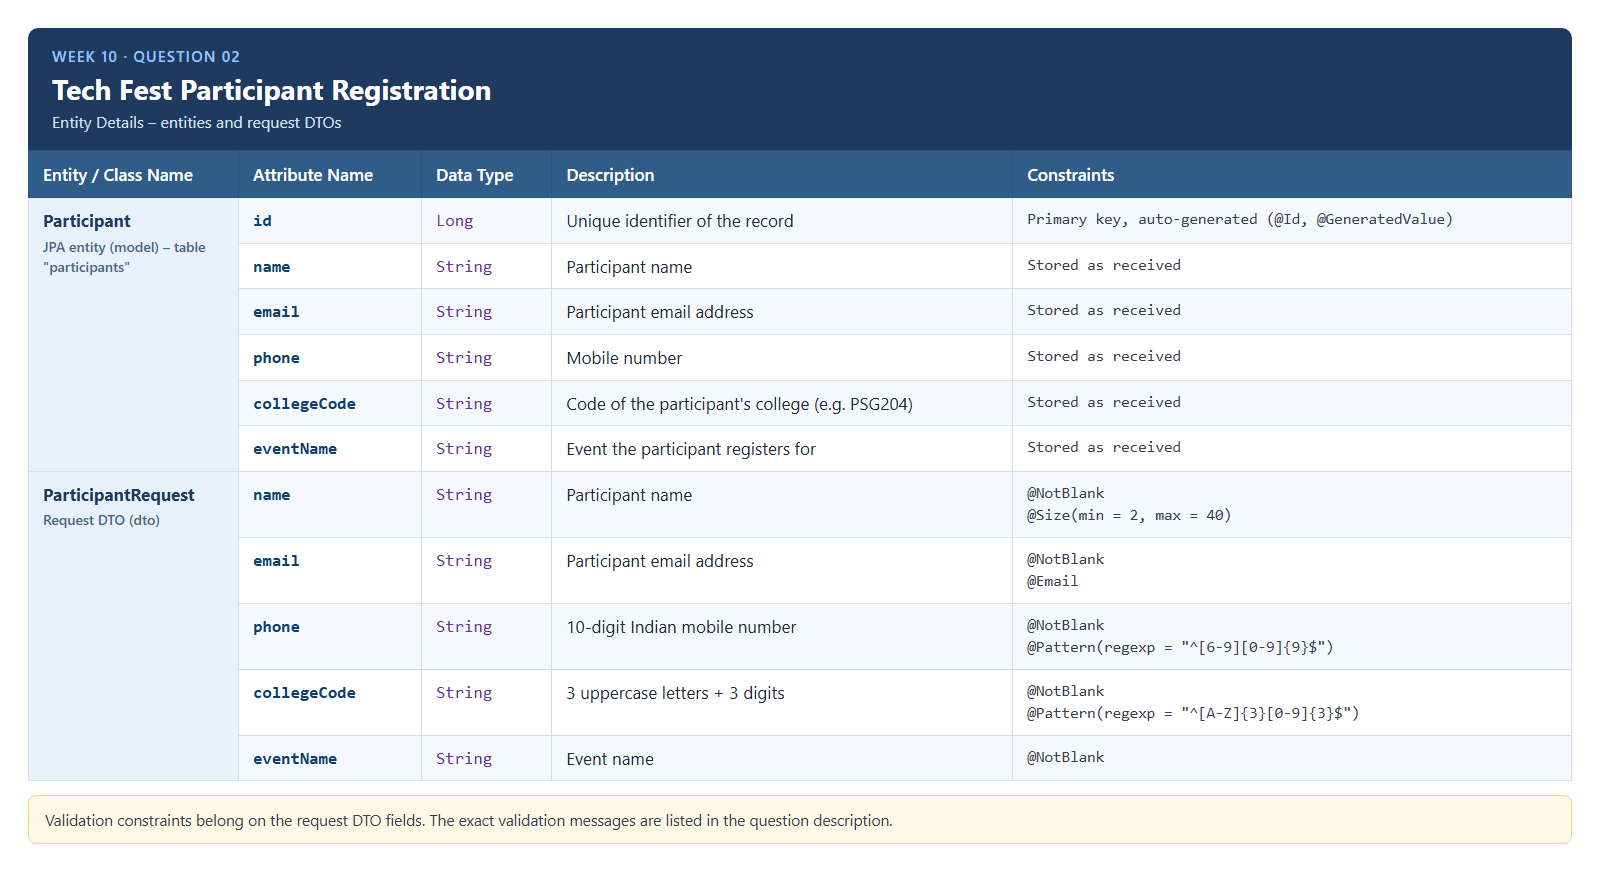 WEEK 10 · QUESTION 02
Tech Fest Participant Registration
Entity Details – entities and request DTOs
Entity / Class Name Attribute Name Data Type Description Constraints
Participant id Long Unique identifier of the record Primary key, auto-generated (@Id, @GeneratedValue)
JPA entity (model) – table
"participants"
name String Participant name Stored as received
email String Participant email address Stored as received
phone String Mobile number Stored as received
collegeCode String Code of the participant's college (e.g. PSG204) Stored as received
eventName String Event the participant registers for Stored as received
ParticipantRequest name String Participant name @NotBlank
Request DTO (dto) @Size(min = 2, max = 40)
email String Participant email address @NotBlank
@Email
phone String 10-digit Indian mobile number @NotBlank
@Pattern(regexp = "^[6-9][0-9]{9}$")
collegeCode String 3 uppercase letters + 3 digits @NotBlank
@Pattern(regexp = "^[A-Z]{3}[0-9]{3}$")
eventName String Event name @NotBlank
Validation constraints belong on the request DTO fields. The exact validation messages are listed in the question description.